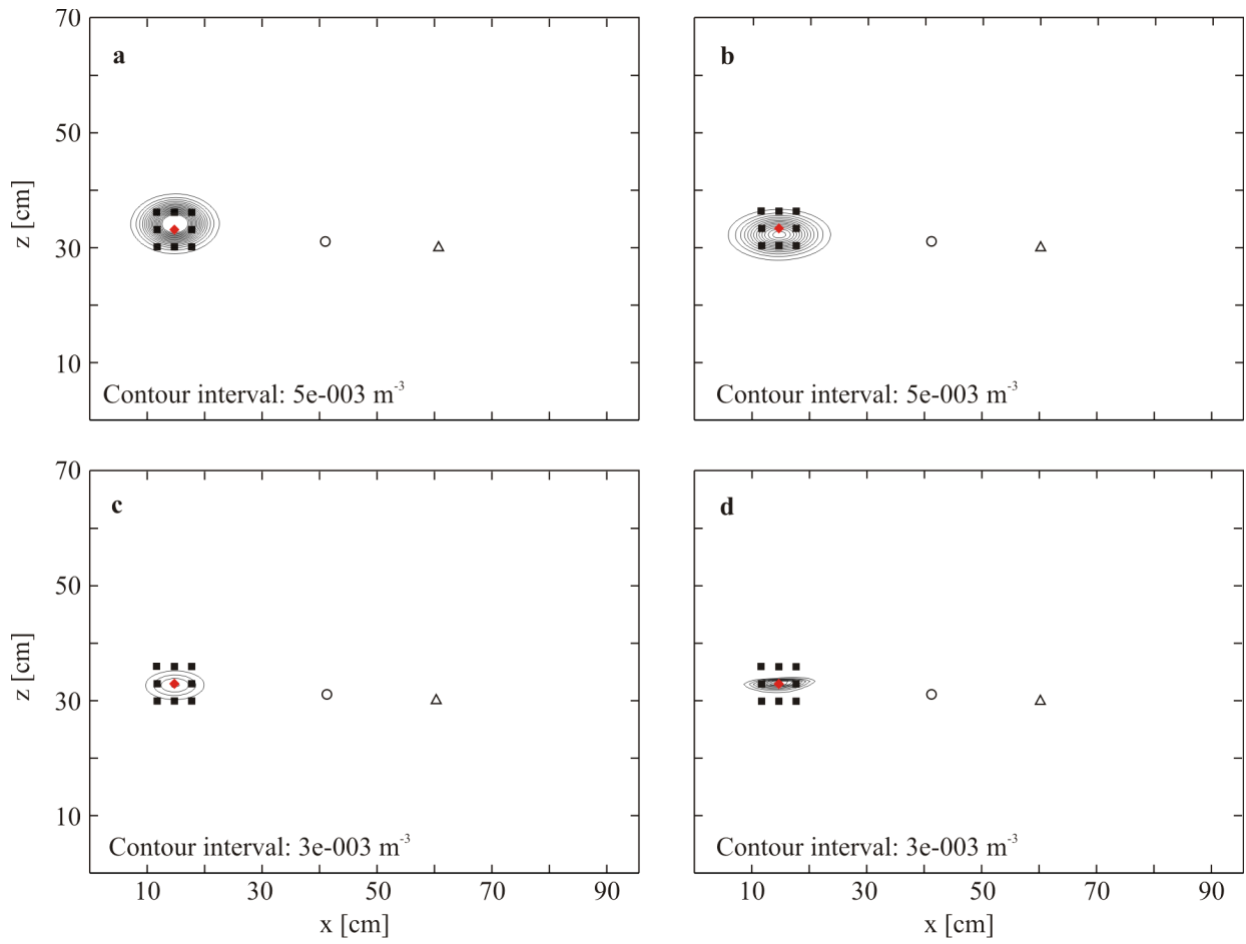 70
a
b
50
z [cm]
30
10
Contour interval: 5e-003 m⁻³
Contour interval: 5e-003 m⁻³
70
c
d
50
z [cm]
30
10
Contour interval: 3e-003 m⁻³
Contour interval: 3e-003 m⁻³
10 30 50 70 90
10 30 50 70 90
x [cm]
x [cm]